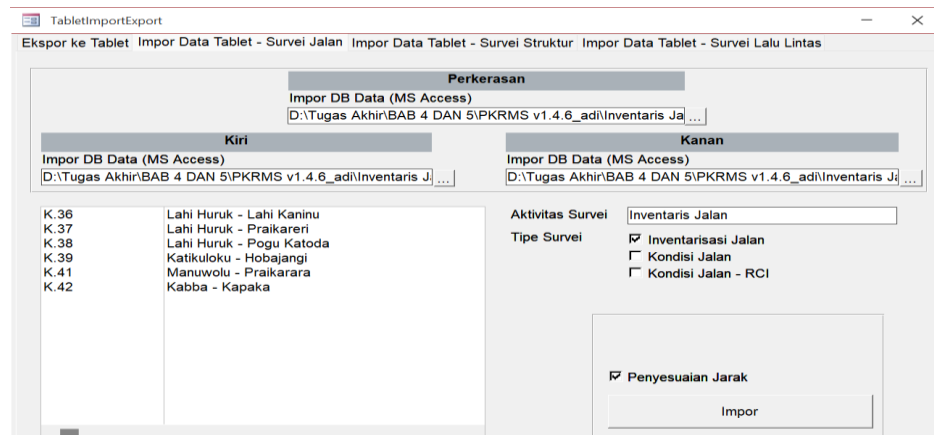 TabletImportExport
Ekspor ke Tablet Impor Data Tablet - Survei Jalan Impor Data Tablet - Survei Struktur Impor Data Tablet - Survei Lalu Lintas
Perkerasan
Impor DB Data (MS Access)
D:\Tugas Akhir\BAB 4 DAN 5\PKRMS v1.4.6_adi\Inventaris Ja ...
Kiri
Impor DB Data (MS Access)
D:\Tugas Akhir\BAB 4 DAN 5\PKRMS v1.4.6_adi\Inventaris J ...
Kanan
Impor DB Data (MS Access)
D:\Tugas Akhir\BAB 4 DAN 5\PKRMS v1.4.6_adi\Inventaris Ja ...
K.36 Lahi Huruk - Lahi Kaninu
K.37 Lahi Huruk - Praikareri
K.38 Lahi Huruk - Pogu Katoda
K.39 Katikuloku - Hobajangi
K.41 Manuwolu - Praikarara
K.42 Kabba - Kapaka
Aktivitas Survei Inventaris Jalan
Tipe Survei Inventarisasi Jalan
Kondisi Jalan
Kondisi Jalan - RCI
Penyesuaian Jarak
Impor